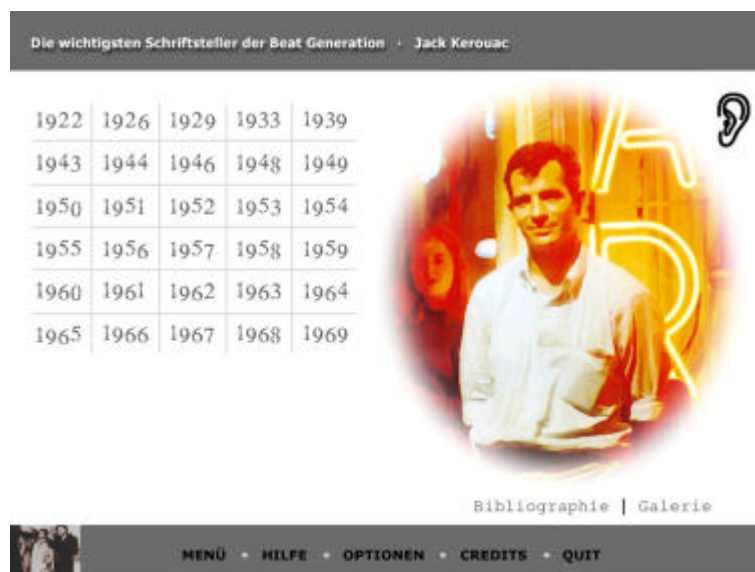 Die wichtigsten Schriftsteller der Beat Generation · Jack Kerouac
1922 1926 1929 1933 1939
1943 1944 1946 1948 1949
1950 1951 1952 1953 1954
1955 1956 1957 1958 1959
1960 1961 1962 1963 1964
1965 1966 1967 1968 1969
A
R
Bibliographie | Galerie
MENÜ • HILFE • OPTIONEN • CREDITS • QUIT